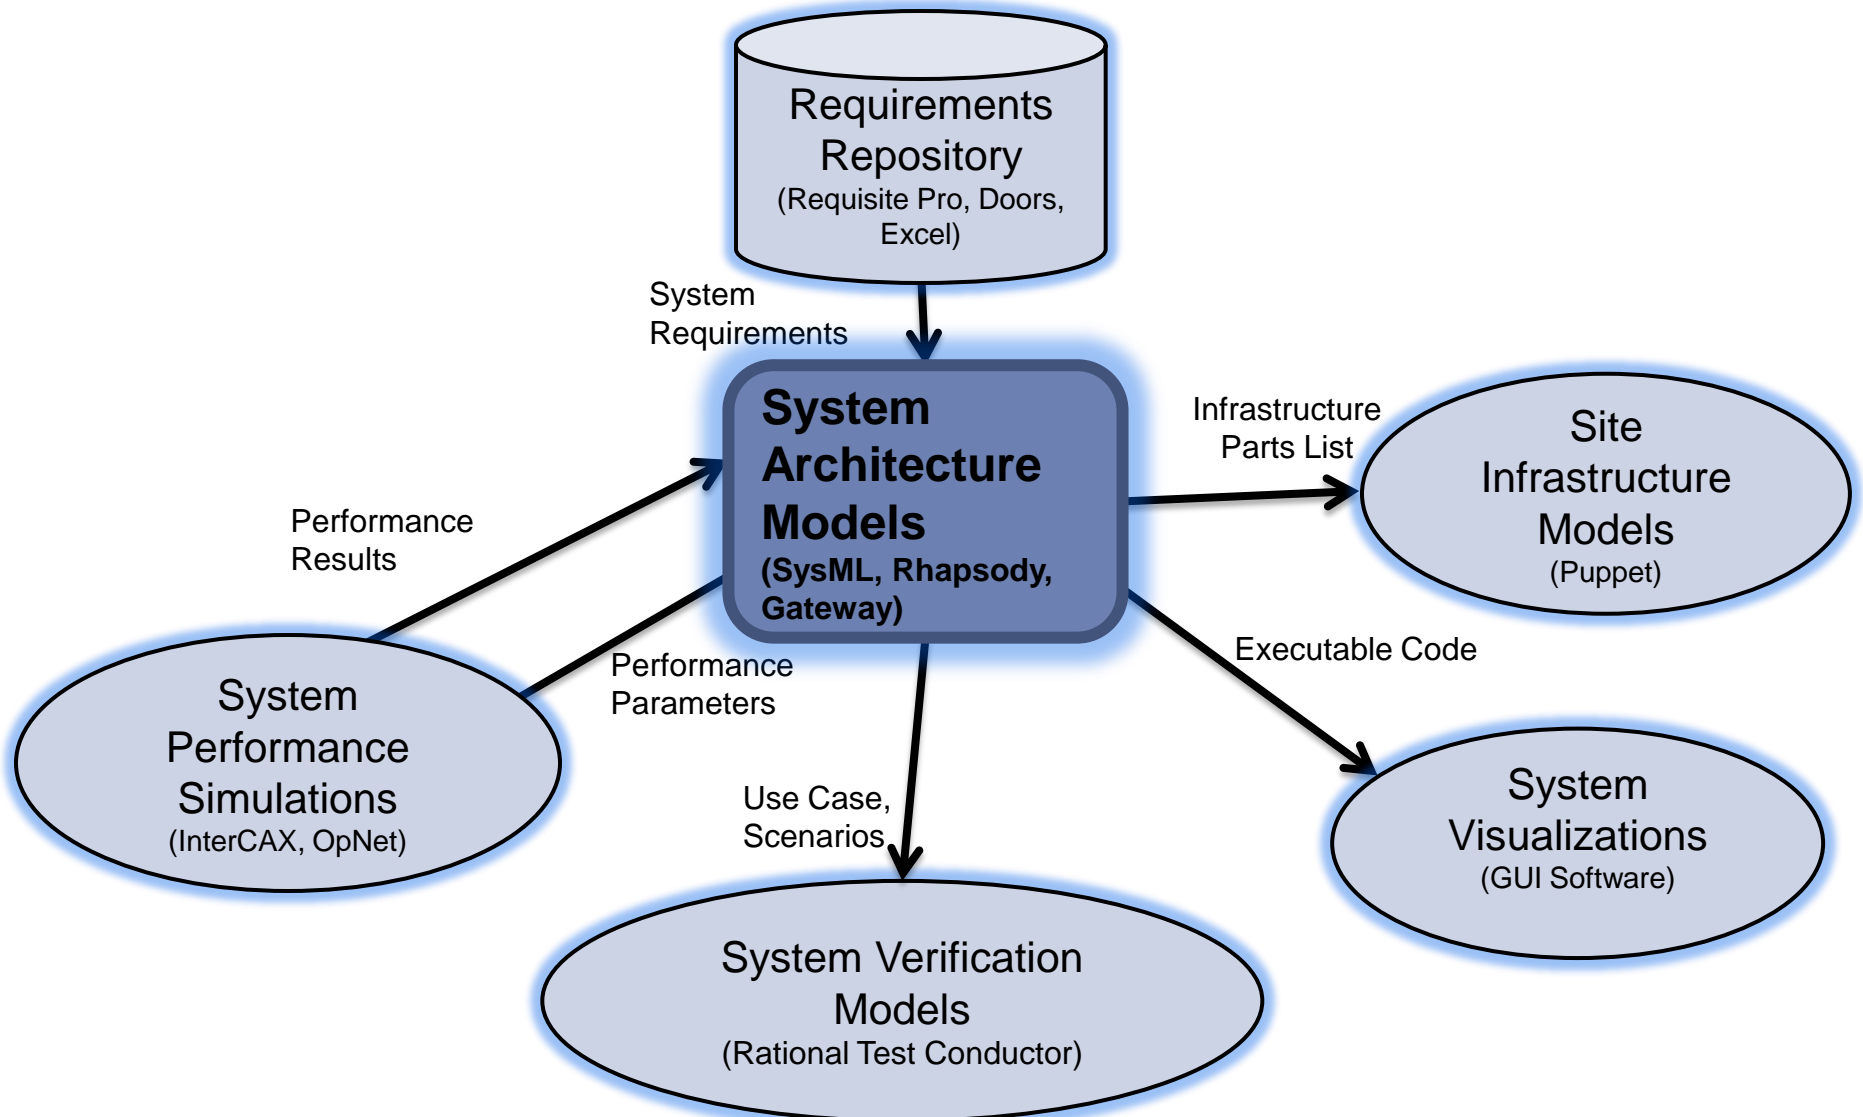 Requirements
Repository
(Requisite Pro, Doors,
Excel)
System
Requirements
System
Architecture
Models
(SysML, Rhapsody,
Gateway)
Infrastructure
Parts List
Site
Infrastructure
Models
(Puppet)
Performance
Results
Executable Code
Performance
Parameters
System
Performance
Simulations
(InterCAX, OpNet)
Use Case,
Scenarios
System
Visualizations
(GUI Software)
System Verification
Models
(Rational Test Conductor)